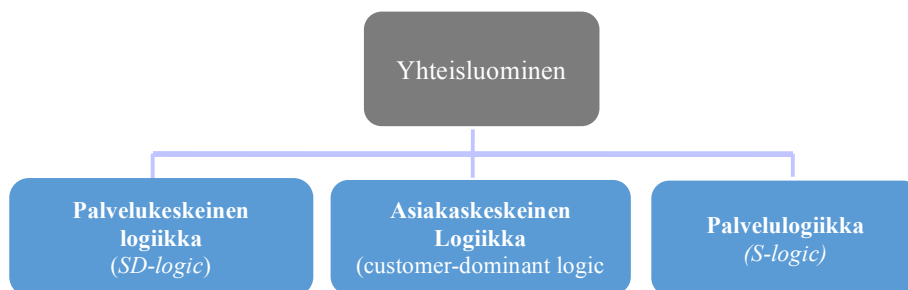 Yhteisluominen
Palvelukeskeinen
logiikka
(SD-logic)
Asiakaskeskeinen
Logiikka
(customer-dominant logic
Palvelulogiikka
(S-logic)